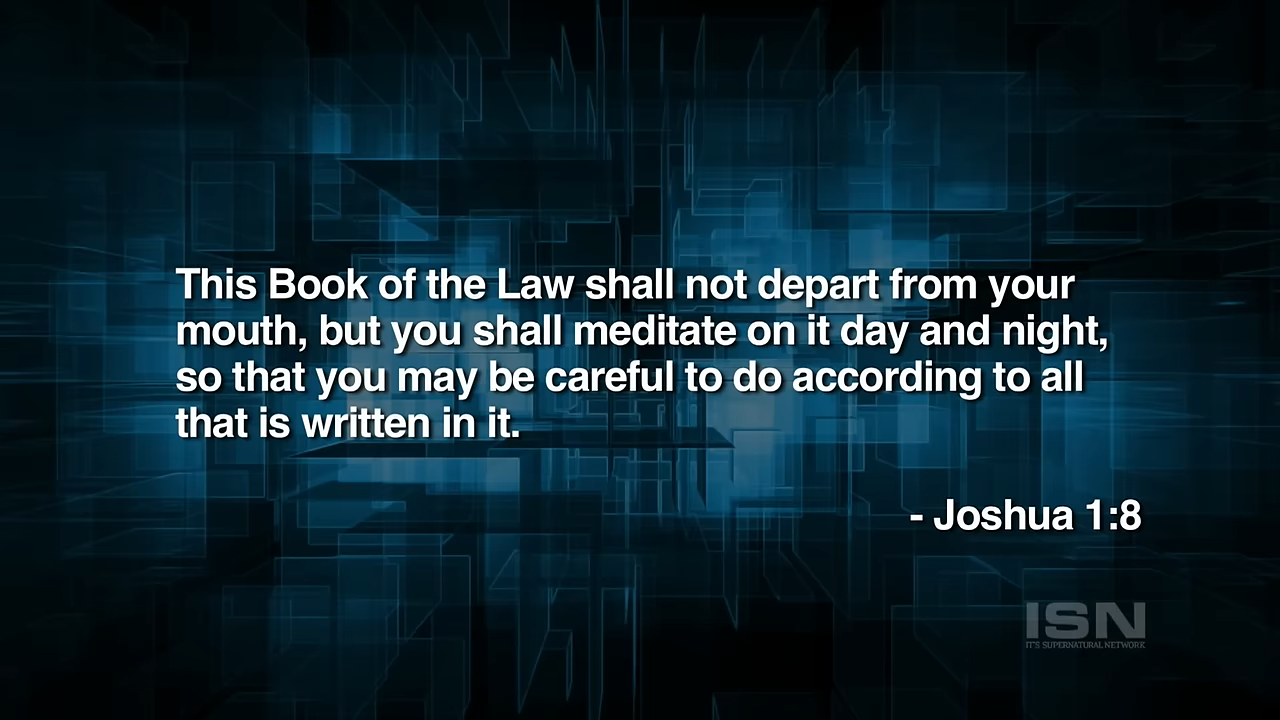 This Book of the Law shall not depart from your
mouth, but you shall meditate on it day and night,
so that you may be careful to do according to all
that is written in it.
- Joshua 1:8
ISN
IT'S SUPERNATURAL NETWORK